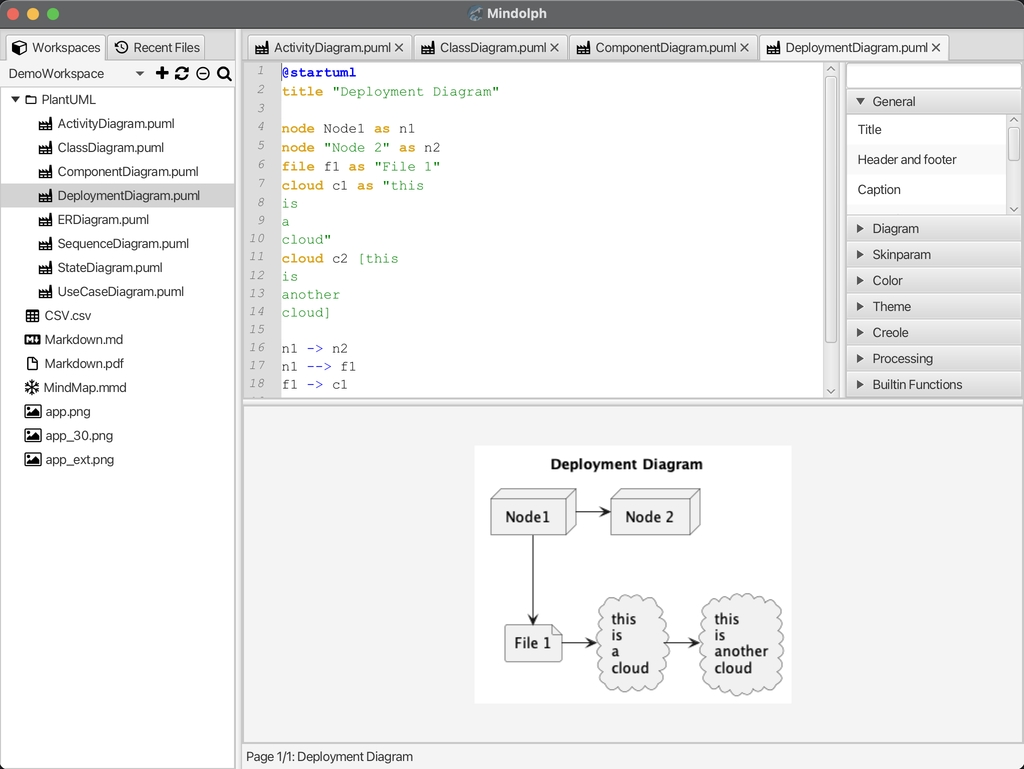 Mindolph
Workspaces
Recent Files
DemoWorkspace
PlantUML
ActivityDiagram.puml
ClassDiagram.puml
ComponentDiagram.puml
DeploymentDiagram.puml
ERDiagram.puml
SequenceDiagram.puml
StateDiagram.puml
UseCaseDiagram.puml
CSV.csv
Markdown.md
Markdown.pdf
MindMap.mmd
app.png
app_30.png
app_ext.png
ActivityDiagram.puml
ClassDiagram.puml
ComponentDiagram.puml
DeploymentDiagram.puml
1 @startuml
2 title "Deployment Diagram"
3
4 node Node1 as n1
5 node "Node 2" as n2
6 file f1 as "File 1"
7 cloud c1 as "this
8 is
9 a
10 cloud"
11 cloud c2 [this
12 is
13 another
14 cloud]
15
16 n1 -> n2
17 n1 --> f1
18 f1 -> c1
General
Title
Header and footer
Caption
Diagram
Skinparam
Color
Theme
Creole
Processing
Builtin Functions
Deployment Diagram
Node1
Node 2
File 1
this
is
a
cloud
this
is
another
cloud
Page 1/1: Deployment Diagram